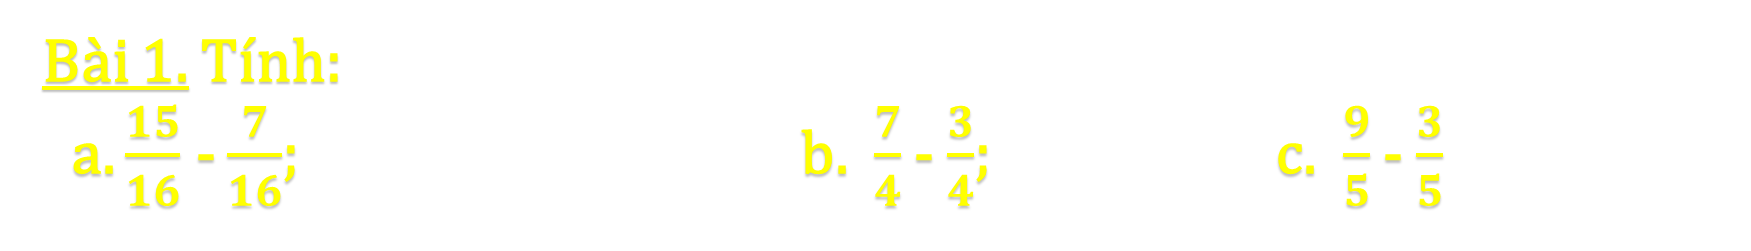 Bài 1. Tính:
a. 15/16 - 7/16; b. 7/4 - 3/4; c. 9/5 - 3/5